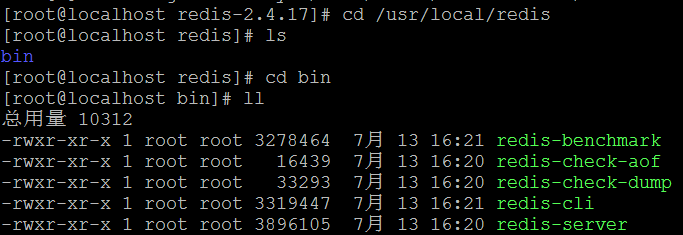 [root@localhost redis-2.4.17]# cd /usr/local/redis
[root@localhost redis]# ls
bin
[root@localhost redis]# cd bin
[root@localhost bin]# ll
总用量 10312
-rwxr-xr-x 1 root root 3278464  7月 13 16:21 redis-benchmark
-rwxr-xr-x 1 root root   16439  7月 13 16:20 redis-check-aof
-rwxr-xr-x 1 root root   33293  7月 13 16:20 redis-check-dump
-rwxr-xr-x 1 root root 3319447  7月 13 16:21 redis-cli
-rwxr-xr-x 1 root root 3896105  7月 13 16:20 redis-server